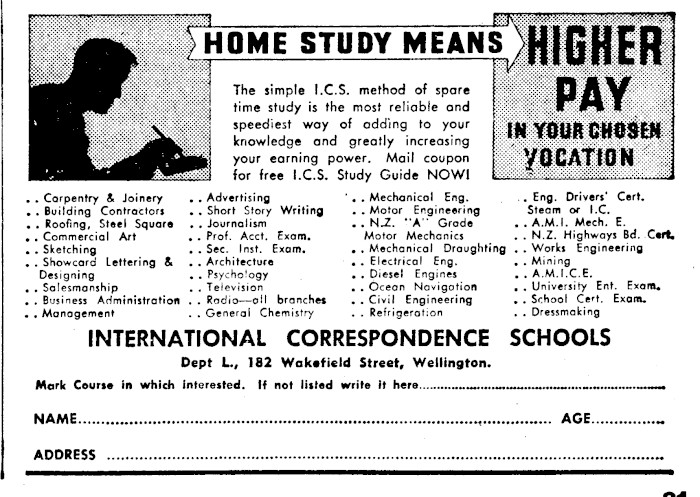 HOME STUDY MEANS
HIGHER
PAY
IN YOUR CHOSEN
VOCATION
The simple I.C.S. method of spare
time study is the most reliable and
speediest way of adding to your
knowledge and greatly increasing
your earning power. Mail coupon
for free I.C.S. Study Guide NOW!
. . Carpentry & Joinery
. . Building Contractors
. . Roofing, Steel Square
. . Commercial Art
. . Sketching
. . Showcard Lettering &
Designing
. . Salesmanship
. . Business Administration
. . Management
. . Advertising
. . Short Story Writing
. . Journalism
. . Prof. Acct. Exam.
. . Sec. Inst. Exam.
. . Architecture
. . Psychology
. . Television
. . Radio—all branches
. . General Chemistry
. . Mechanical Eng.
. . Motor Engineering
. . N.Z. "A" Grade
Motor Mechanics
. . Mechanical Draughting
. . Electrical Eng.
. . Diesel Engines
. . Ocean Navigation
. . Civil Engineering
. . Refrigeration
. . Eng. Drivers' Cert.
Steam or I.C.
. . A.M.I. Mech. E.
. . N.Z. Highways Bd. Cert.
. . Works Engineering
. . Mining
. . A.M.I.C.E.
. . University Ent. Exam.
. . School Cert. Exam.
. . Dressmaking
INTERNATIONAL CORRESPONDENCE SCHOOLS
Dept L., 182 Wakefield Street, Wellington.
Mark Course in which interested. If not listed write it here
NAME AGE
ADDRESS